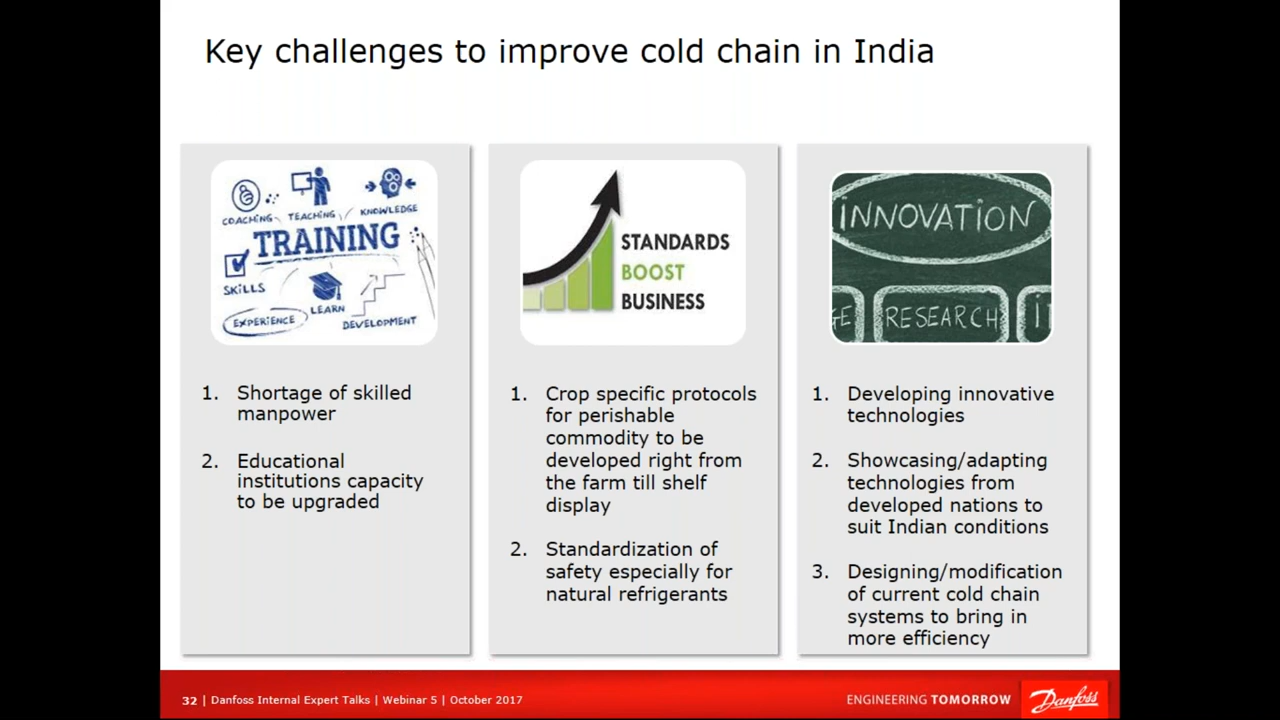 Key challenges to improve cold chain in India
COACHING TEACHING KNOWLEDGE
TRAINING
SKILLS
LEARN
EXPERIENCE
DEVELOPMENT
1. Shortage of skilled
manpower
2. Educational
institutions capacity
to be upgraded
STANDARDS
BOOST
BUSINESS
1. Crop specific protocols
for perishable
commodity to be
developed right from
the farm till shelf
display
2. Standardization of
safety especially for
natural refrigerants
INNOVATION
RESEARCH
1. Developing innovative
technologies
2. Showcasing/adapting
technologies from
developed nations to
suit Indian conditions
3. Designing/modification
of current cold chain
systems to bring in
more efficiency
32 | Danfoss Internal Expert Talks | Webinar 5 | October 2017
ENGINEERING TOMORROW
Danfoss